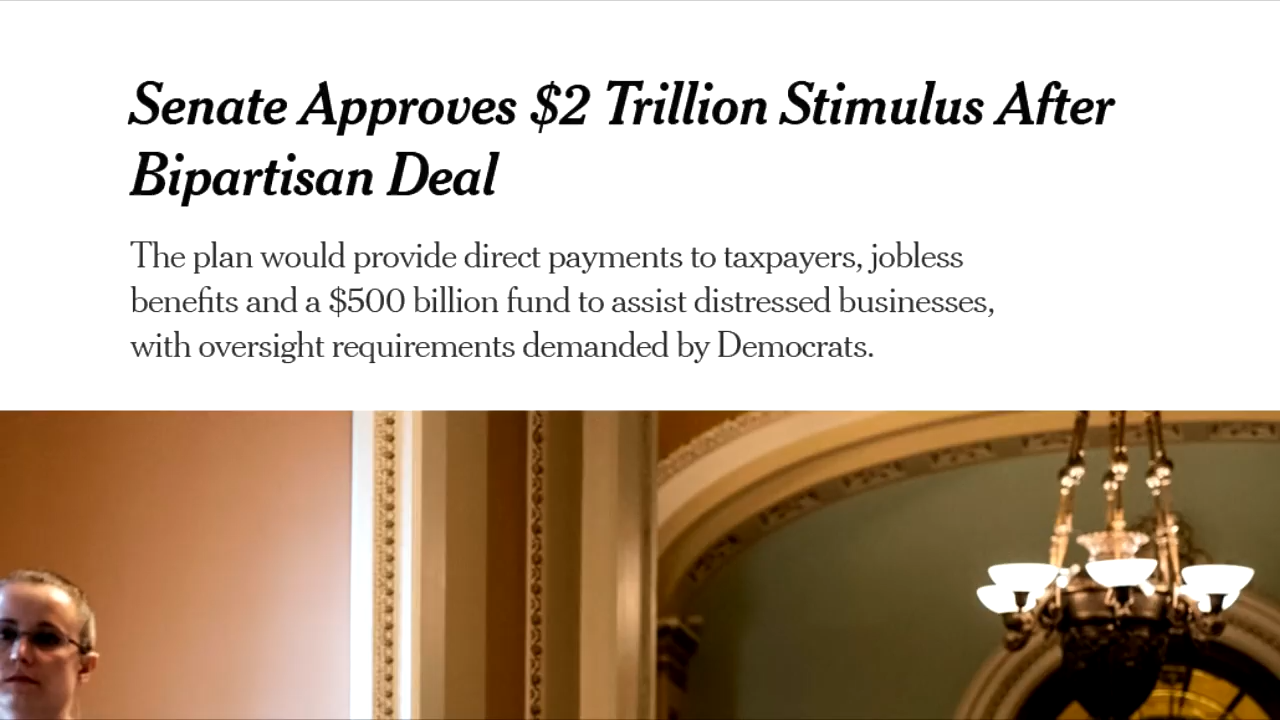 Senate Approves $2 Trillion Stimulus After
Bipartisan Deal
The plan would provide direct payments to taxpayers, jobless
benefits and a $500 billion fund to assist distressed businesses,
with oversight requirements demanded by Democrats.